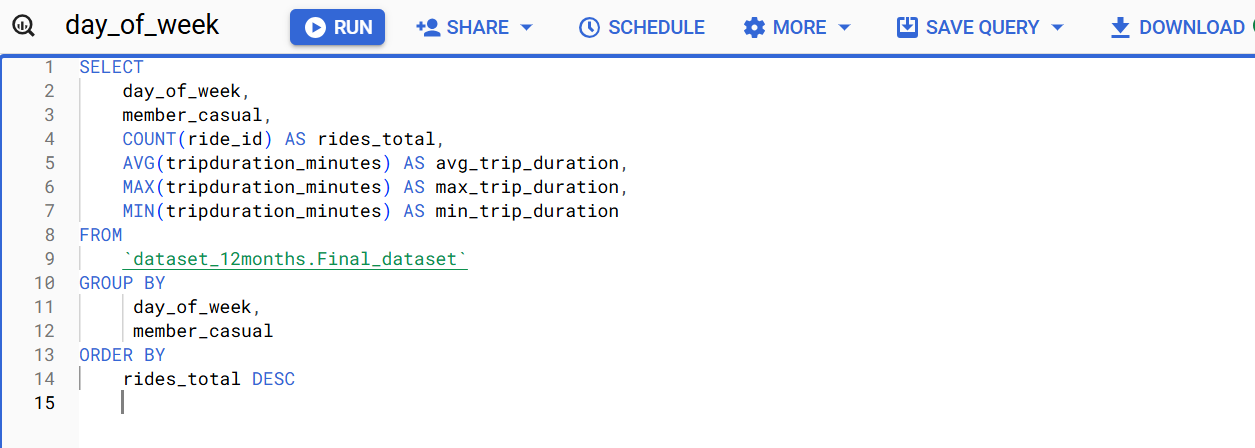 day_of_week RUN SHARE SCHEDULE MORE SAVE QUERY DOWNLOAD
1 SELECT
2 day_of_week,
3 member_casual,
4 COUNT(ride_id) AS rides_total,
5 AVG(tripduration_minutes) AS avg_trip_duration,
6 MAX(tripduration_minutes) AS max_trip_duration,
7 MIN(tripduration_minutes) AS min_trip_duration
8 FROM
9 `dataset_12months.Final_dataset`
10 GROUP BY
11 day_of_week,
12 member_casual
13 ORDER BY
14 rides_total DESC
15